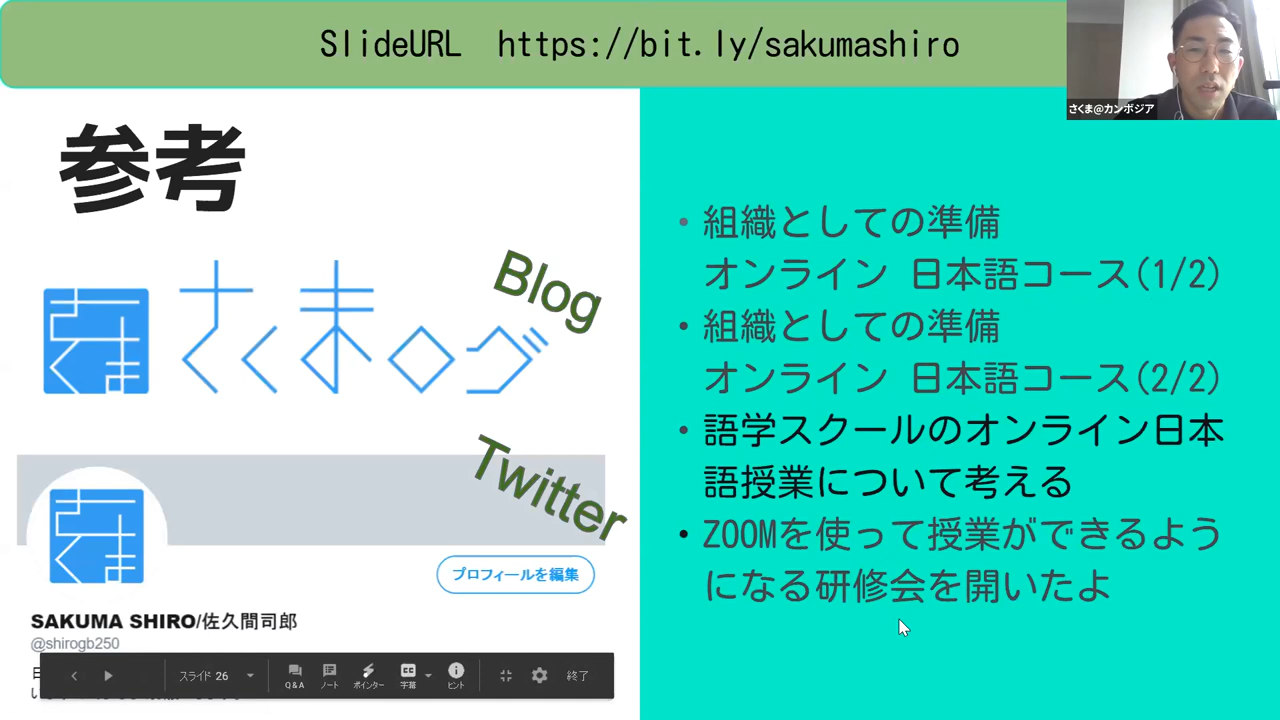 SlideURL https://bit.ly/sakumashiro
さくま@カンボジア
参考
Blog
さくま
さくまログ
Twitter
さくま
プロフィールを編集
SAKUMA SHIRO/佐久間司郎
@shirogb250
• 組織としての準備
オンライン 日本語コース(1/2)
• 組織としての準備
オンライン 日本語コース(2/2)
• 語学スクールのオンライン日本
語授業について考える
• ZOOMを使って授業ができるよう
になる研修会を開いたよ
スライド 26
Q&A
ノート
ポインター
字幕
ヒント
終了